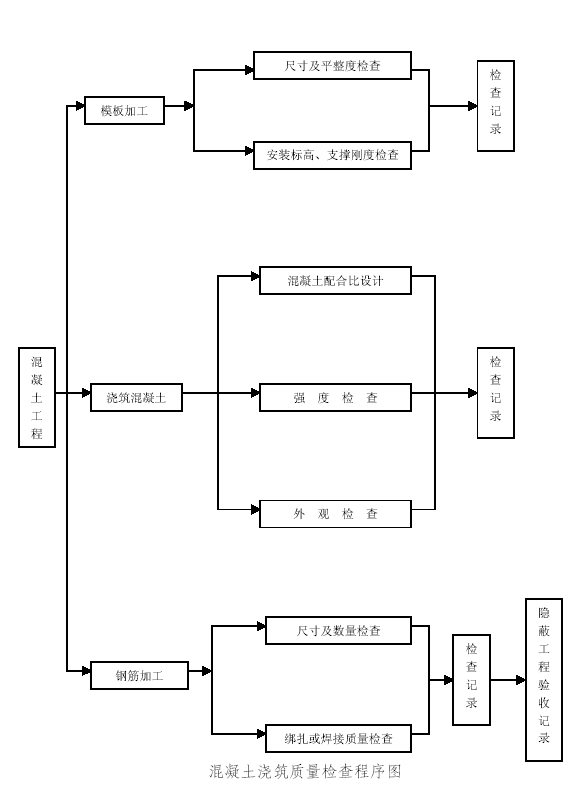 混凝土工程
模板加工
尺寸及平整度检查
安装标高、支撑刚度检查
检查记录
浇筑混凝土
混凝土配合比设计
强 度 检 查
外 观 检 查
检查记录
钢筋加工
尺寸及数量检查
绑扎或焊接质量检查
检查记录
隐蔽工程验收记录
混凝土浇筑质量检查程序图